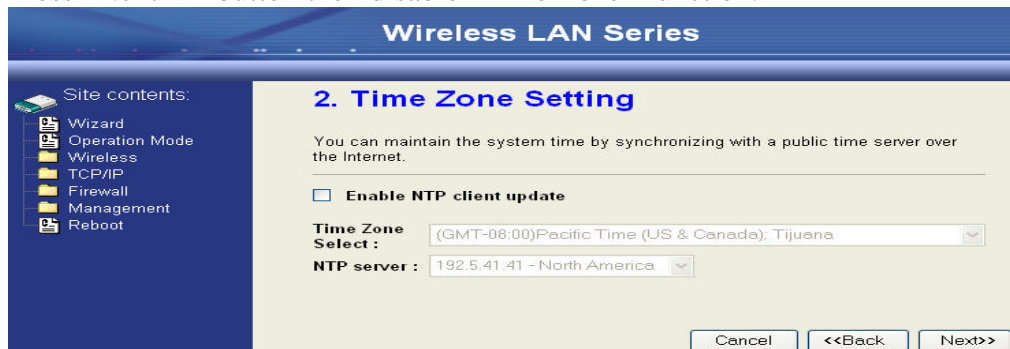 Wireless LAN Series
Site contents:
Wizard
Operation Mode
Wireless
TCP/IP
Firewall
Management
Reboot
2. Time Zone Setting
You can maintain the system time by synchronizing with a public time server over
the Internet.
Enable NTP client update
Time Zone
Select :
(GMT-08:00)Pacific Time (US & Canada); Tijuana
NTP server :
192.5.41.41 - North America
Cancel
<<Back
Next>>